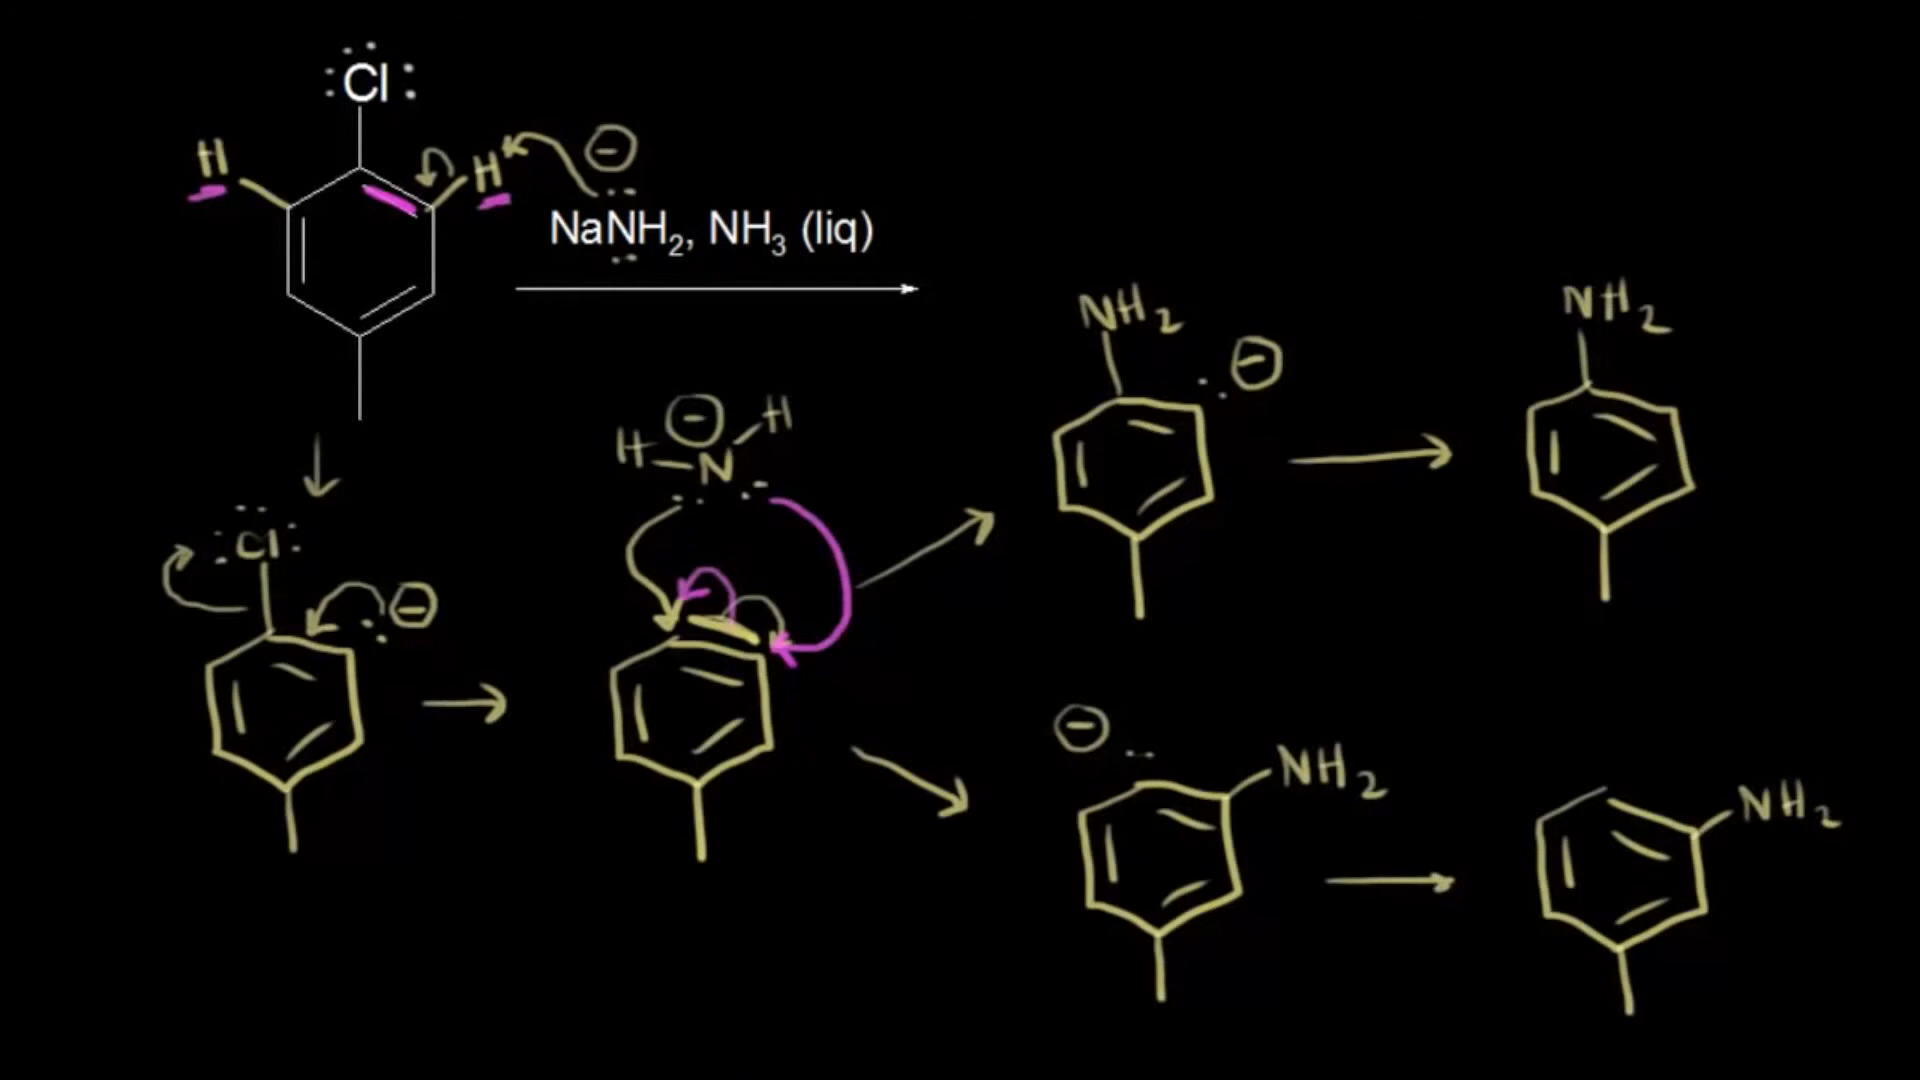 :Cl:
H
H
⊖
NaNH₂, NH₃ (liq)
NH₂
⊖
NH₂
⊖
H
H
N
:Cl:
⊖
⊖
NH₂
NH₂